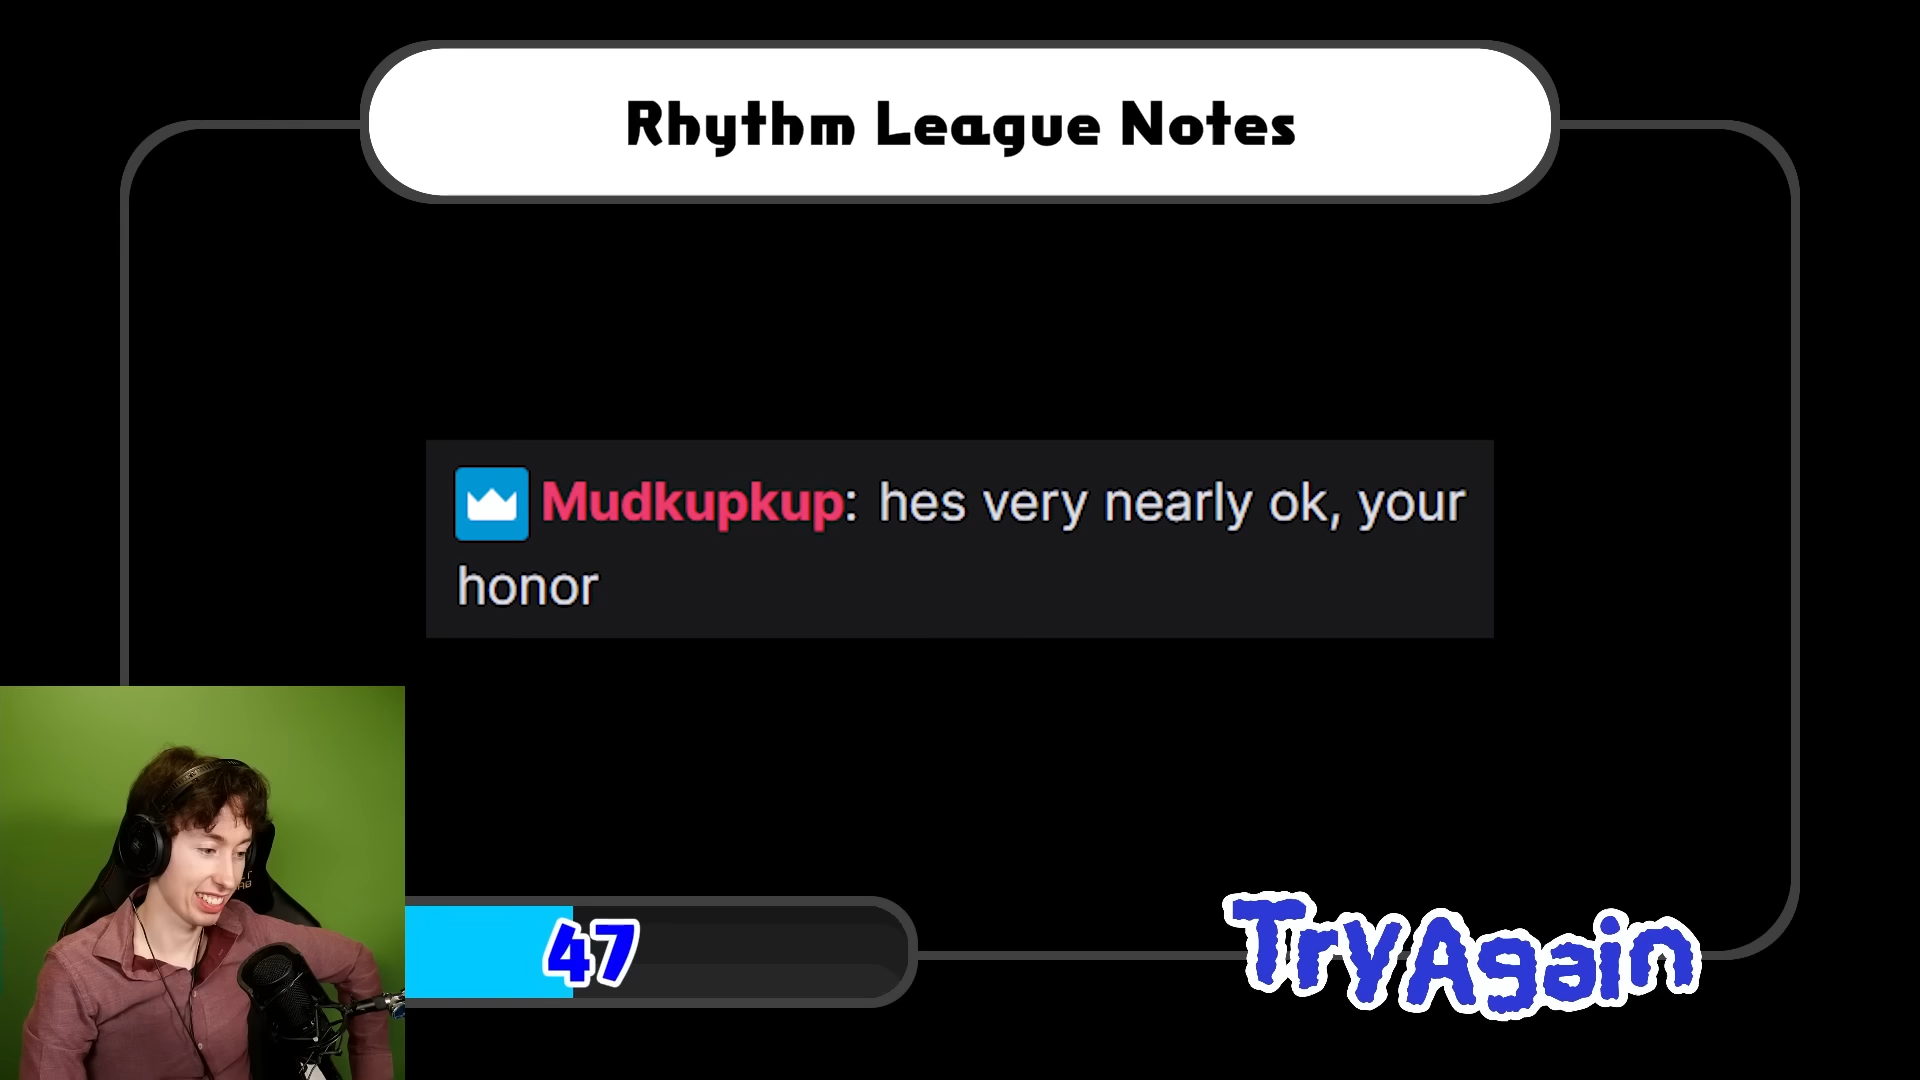 Rhythm League Notes
Mudkupkup: hes very nearly ok, your
honor
47
TryAgain